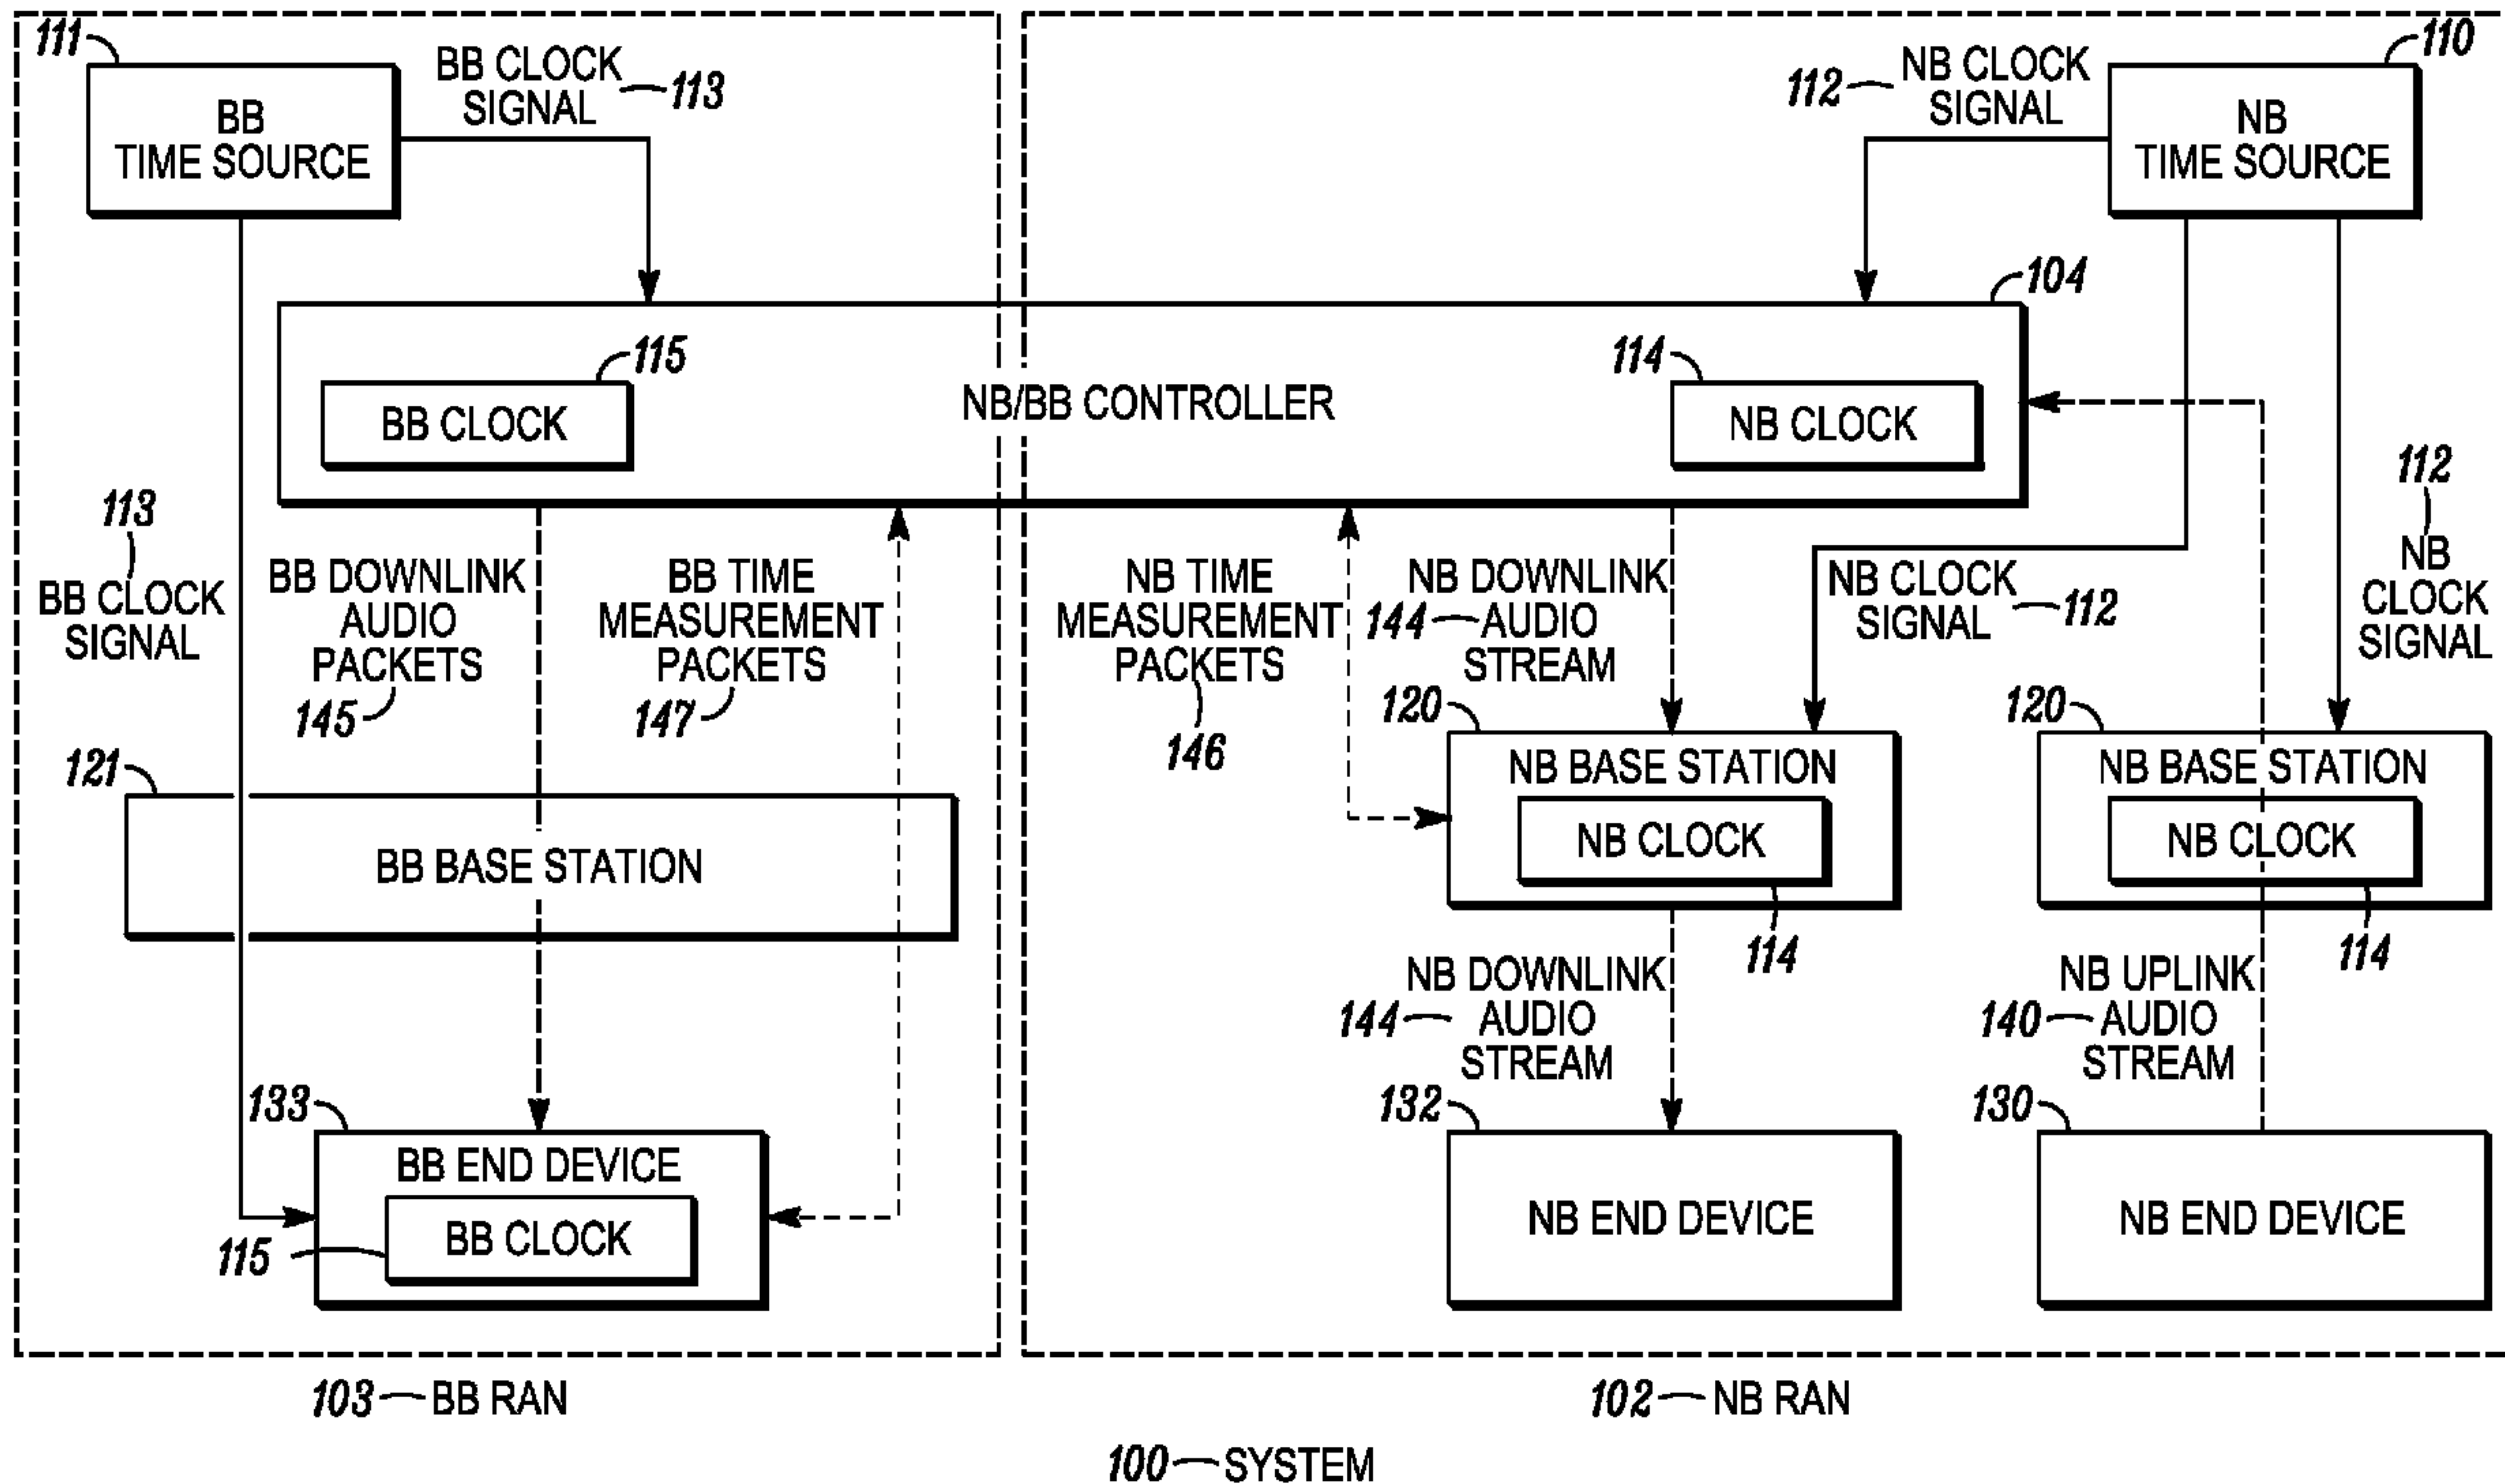 111
BB
TIME SOURCE
BB CLOCK
SIGNAL
113
112
NB CLOCK
SIGNAL
110
NB
TIME SOURCE
104
115
BB CLOCK
NB/BB CONTROLLER
114
NB CLOCK
113
BB CLOCK
SIGNAL
BB DOWNLINK
AUDIO
PACKETS
145
BB TIME
MEASUREMENT
PACKETS
147
NB TIME
MEASUREMENT
PACKETS
146
NB DOWNLINK
144 AUDIO
STREAM
NB CLOCK
SIGNAL
112
112
NB
CLOCK
SIGNAL
121
BB BASE STATION
120
NB BASE STATION
NB CLOCK
114
120
NB BASE STATION
NB CLOCK
114
NB DOWNLINK
144 AUDIO
STREAM
NB UPLINK
140 AUDIO
STREAM
133
BB END DEVICE
BB CLOCK
115
132
NB END DEVICE
130
NB END DEVICE
103 BB RAN
102 NB RAN
100 SYSTEM